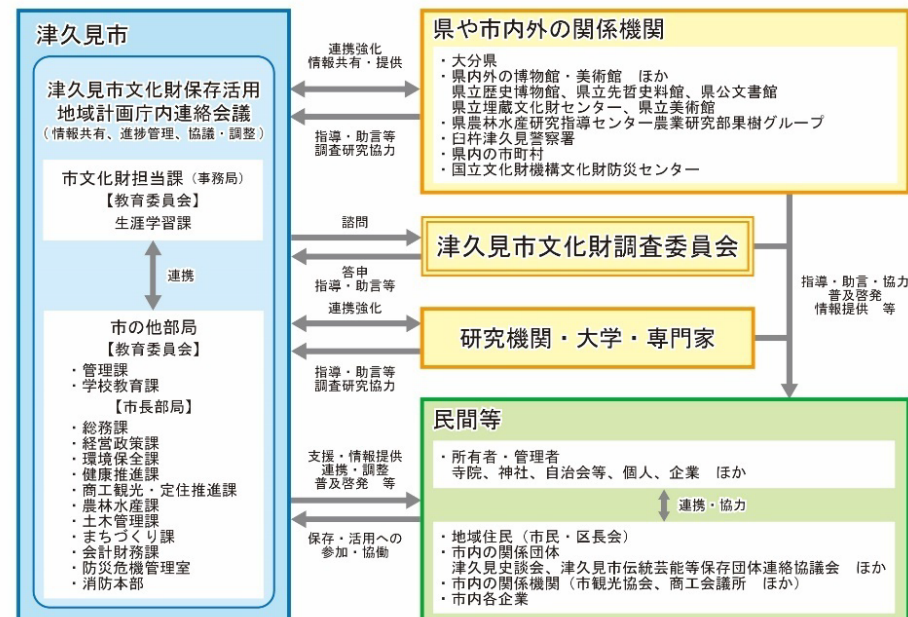 津久見市
津久見市文化財保存活用
地域計画庁内連絡会議
(情報共有、進捗管理、協議・調整)
市文化財担当課(事務局)
【教育委員会】
生涯学習課
連携
市の他部局
【教育委員会】
・管理課
・学校教育課
【市長部局】
・総務課
・経営政策課
・環境保全課
・健康推進課
・商工観光・定住推進課
・農林水産課
・土木管理課
・まちづくり課
・会計財務課
・防災危機管理室
・消防本部
連携強化
情報共有・提供
指導・助言等
調査研究協力
諮問
答申
指導・助言等
連携強化
指導・助言等
調査研究協力
支援・情報提供
連携・調整
普及啓発 等
保存・活用への
参加・協働
県や市内外の関係機関
・大分県
・県内外の博物館・美術館 ほか
県立歴史博物館、県立先哲史料館、県公文書館
県立埋蔵文化財センター、県立美術館
・県農林水産研究指導センター農業研究部果樹グループ
・臼杵津久見警察署
・県内の市町村
・国立文化財機構文化財防災センター
津久見市文化財調査委員会
研究機関・大学・専門家
指導・助言・協力
普及啓発
情報提供 等
民間等
・所有者・管理者
寺院、神社、自治会等、個人、企業 ほか
連携・協力
・地域住民(市民・区長会)
・市内の関係団体
津久見史談会、津久見市伝統芸能等保存団体連絡協議会 ほか
・市内の関係機関(市観光協会、商工会議所 ほか)
・市内各企業